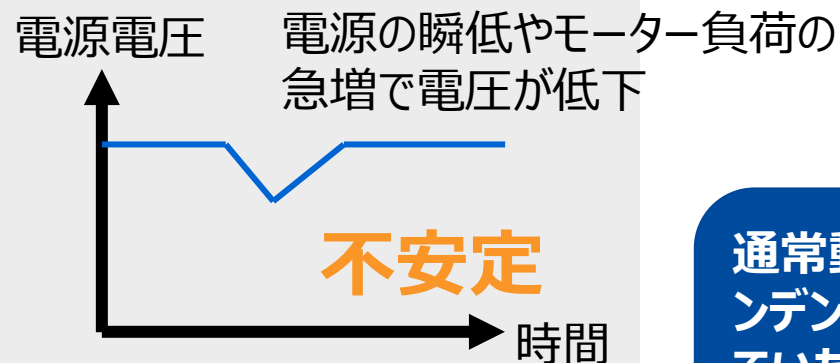 電源電圧
電源の瞬低やモーター負荷の
急増で電圧が低下
不安定
時間
通常
ンデン